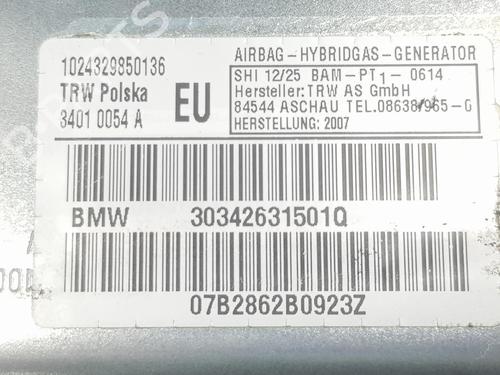 1024329850136
TRW Polska
3401 0054 A
EU
AIRBAG-HYBRIDGAS-GENERATOR
SHI 12/25 BAM-PT1-0614
Hersteller: TRW AS GmbH
84544 ASCHAU TEL.08638/965-0
HERSTELLUNG: 2007
BMW 30342631501Q
07B2862B0923Z